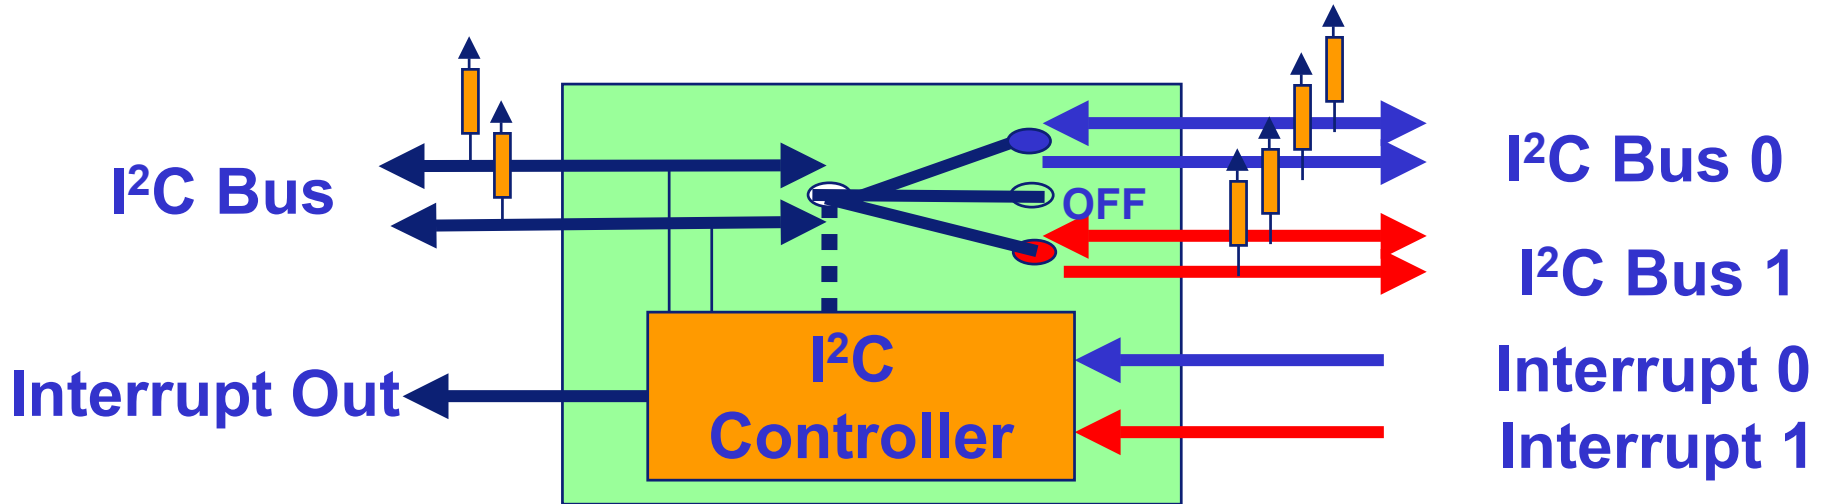 I²C Bus
Interrupt Out
OFF
I²C
Controller
I²C Bus 0
I²C Bus 1
Interrupt 0
Interrupt 1